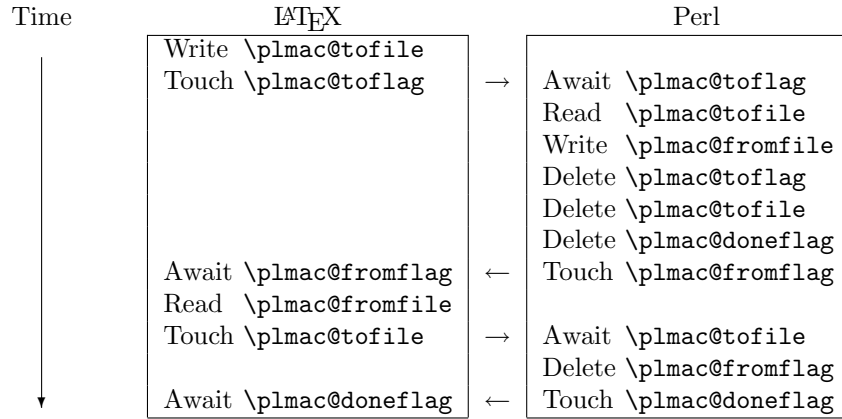 Time LATEX Perl
Write \plmac@tofile
Touch \plmac@toflag → Await \plmac@toflag
Read \plmac@tofile
Write \plmac@fromfile
Delete \plmac@toflag
Delete \plmac@tofile
Delete \plmac@doneflag
Await \plmac@fromflag ← Touch \plmac@fromflag
Read \plmac@fromfile
Touch \plmac@tofile → Await \plmac@tofile
Delete \plmac@fromflag
Await \plmac@doneflag ← Touch \plmac@doneflag